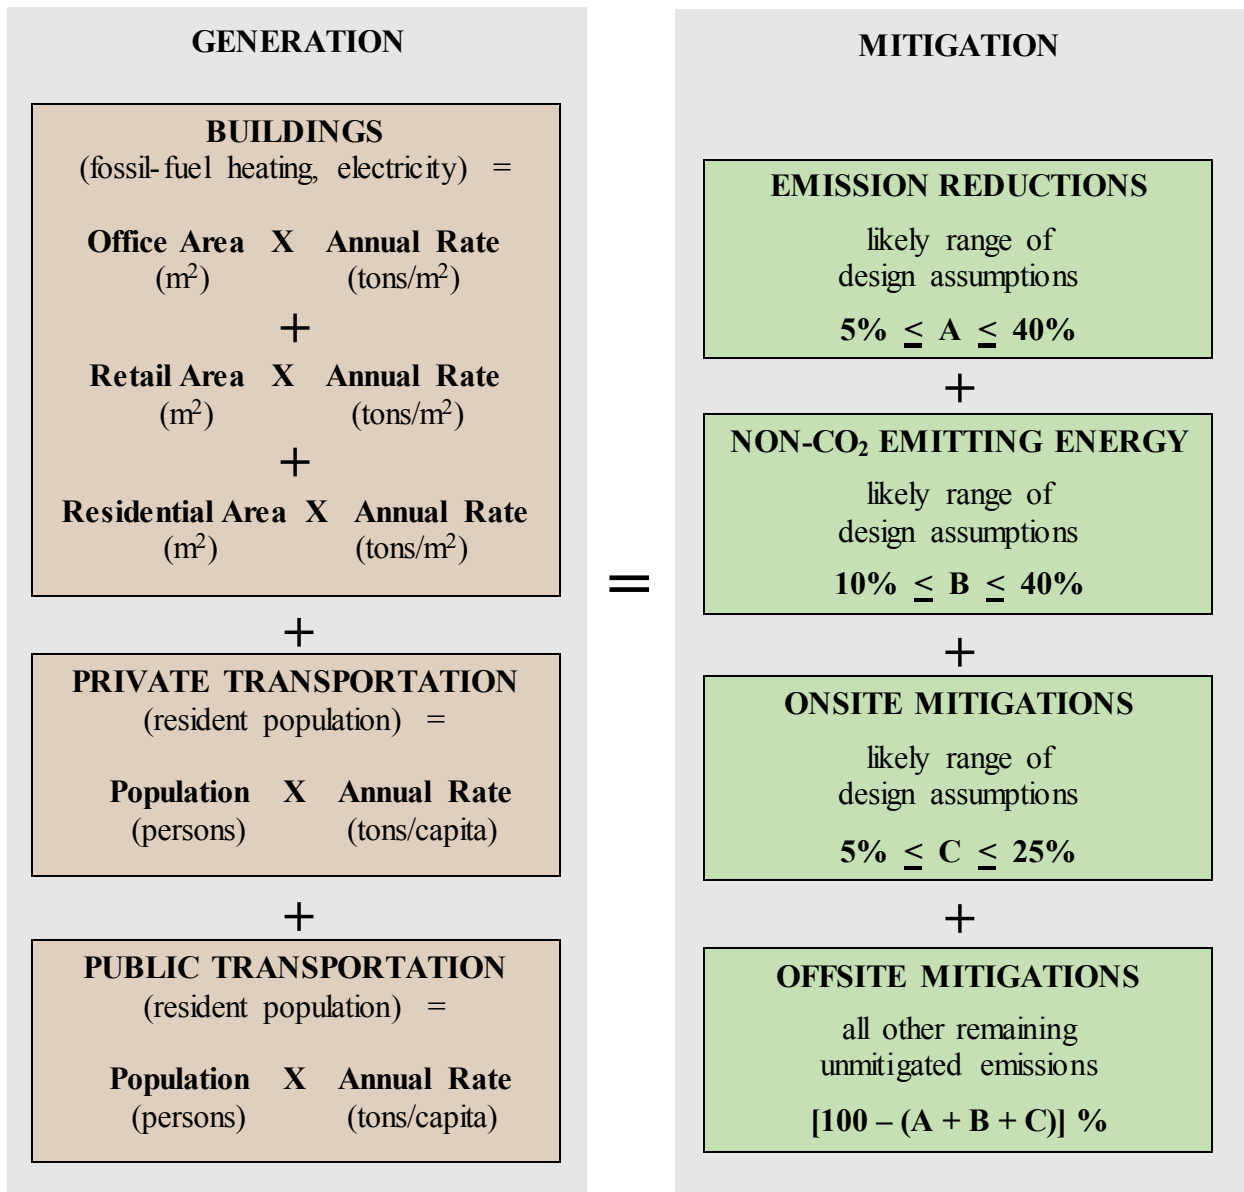 GENERATION
BUILDINGS
(fossil-fuel heating, electricity) =
Office Area X Annual Rate
(m²) (tons/m²)
+
Retail Area X Annual Rate
(m²) (tons/m²)
+
Residential Area X Annual Rate
(m²) (tons/m²)
+
PRIVATE TRANSPORTATION
(resident population) =
Population X Annual Rate
(persons) (tons/capita)
+
PUBLIC TRANSPORTATION
(resident population) =
Population X Annual Rate
(persons) (tons/capita)
=
MITIGATION
EMISSION REDUCTIONS
likely range of
design assumptions
5% ≤ A ≤ 40%
+
NON-CO₂ EMITTING ENERGY
likely range of
design assumptions
10% ≤ B ≤ 40%
+
ONSITE MITIGATIONS
likely range of
design assumptions
5% ≤ C ≤ 25%
+
OFFSITE MITIGATIONS
all other remaining
unmitigated emissions
[100 – (A + B + C)] %